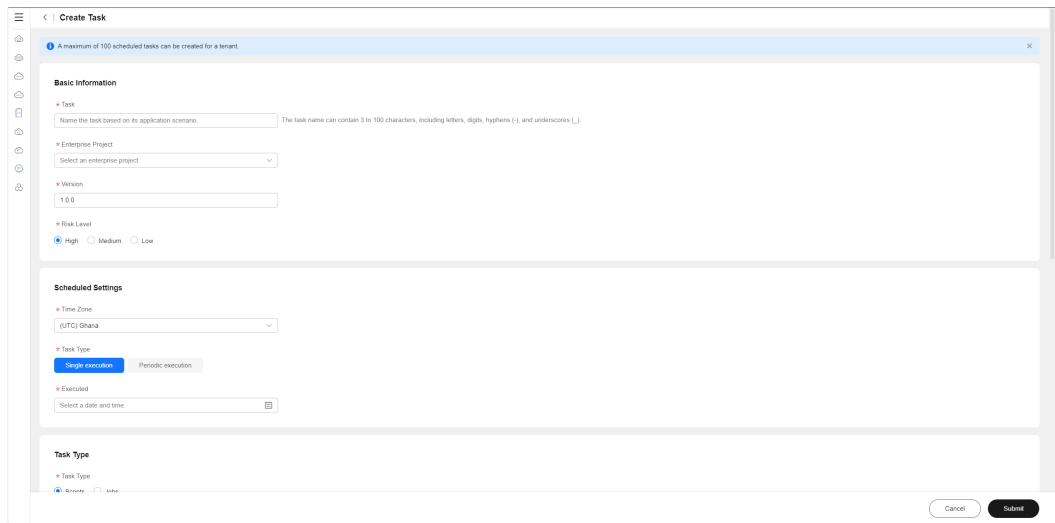 Create Task
A maximum of 100 scheduled tasks can be created for a tenant.
Basic Information
* Task
Name the task based on its application scenario.
The task name can contain 3 to 100 characters, including letters, digits, hyphens (-), and underscores (_).
* Enterprise Project
Select an enterprise project.
* Version
1.0.0
* Risk Level
High Medium Low
Scheduled Settings
* Time Zone
(UTC) Ghana
* Task Type
Single execution Periodic execution
* Executed
Select a date and time.
Task Type
* Task Type
Scripts Jobs
Cancel Submit